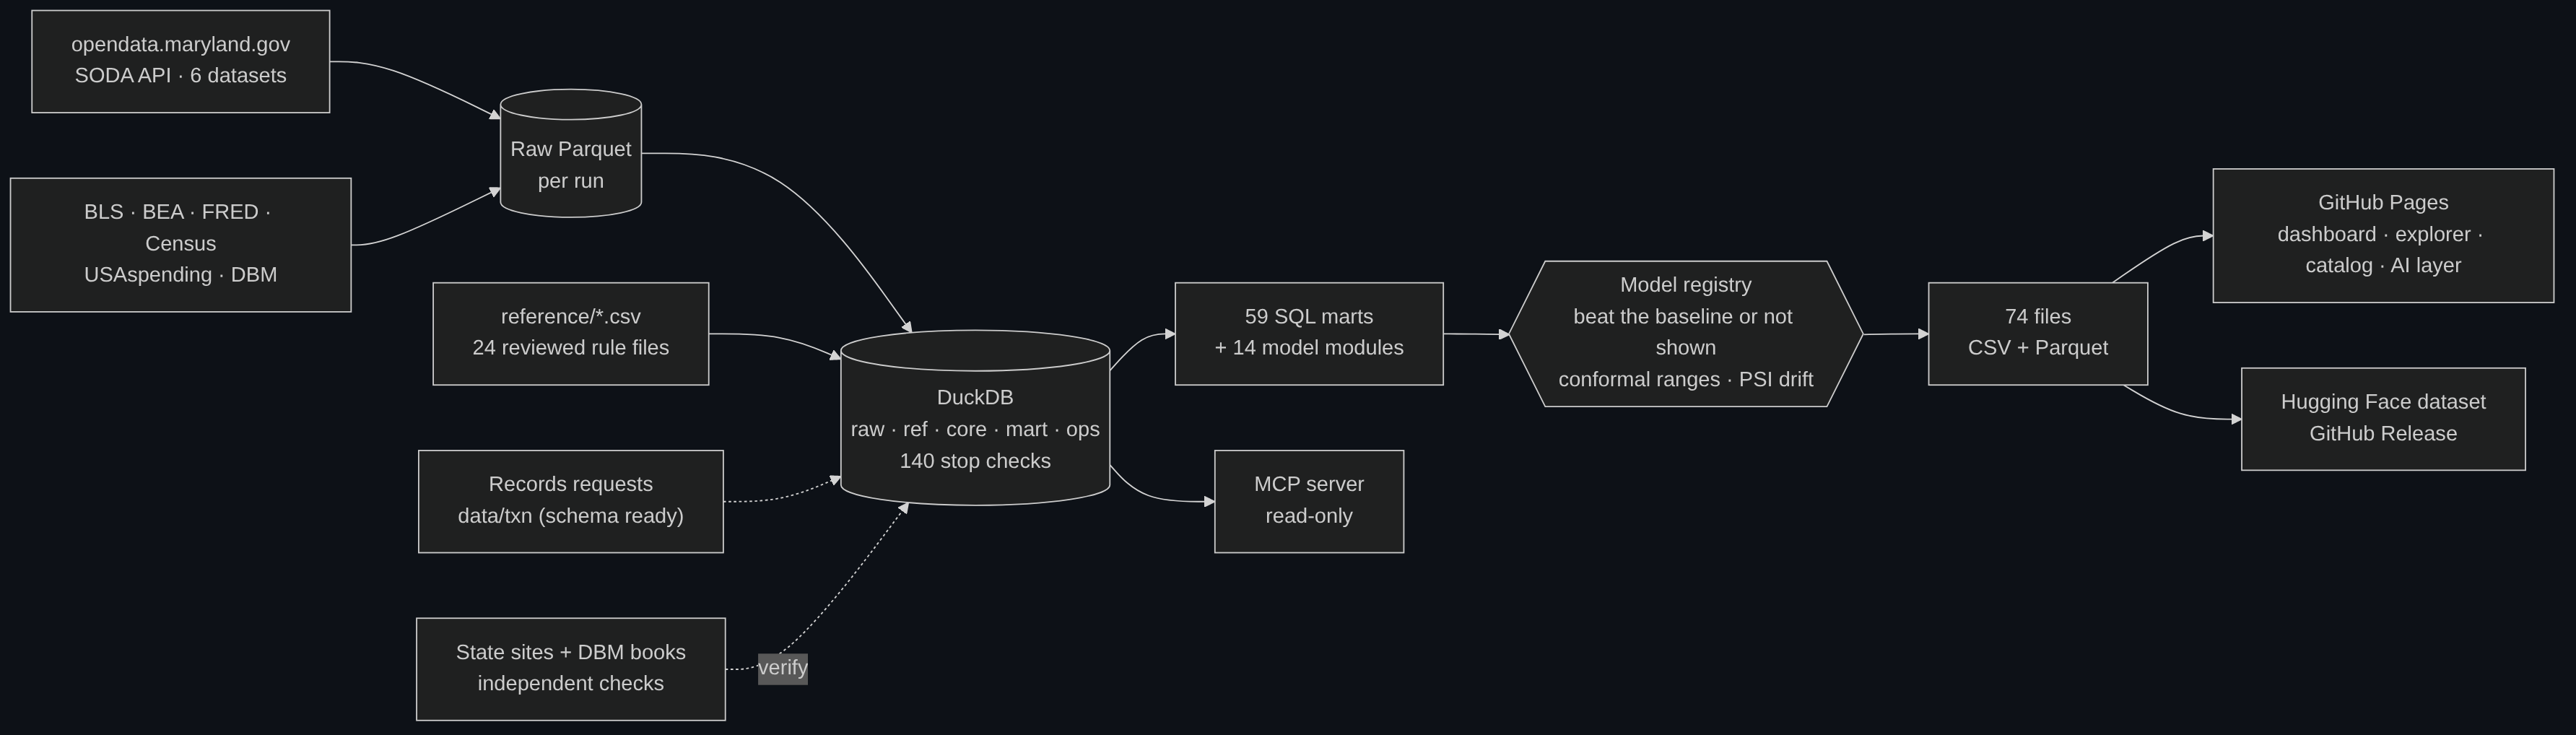 opendata.maryland.gov
SODA API · 6 datasets
BLS · BEA · FRED ·
Census
USAspending · DBM
Raw Parquet
per run
reference/*.csv
24 reviewed rule files
Records requests
data/txn (schema ready)
State sites + DBM books
independent checks
verify
DuckDB
raw · ref · core · mart · ops
140 stop checks
59 SQL marts
+ 14 model modules
MCP server
read-only
Model registry
beat the baseline or not
shown
conformal ranges · PSI drift
74 files
CSV + Parquet
GitHub Pages
dashboard · explorer ·
catalog · AI layer
Hugging Face dataset
GitHub Release